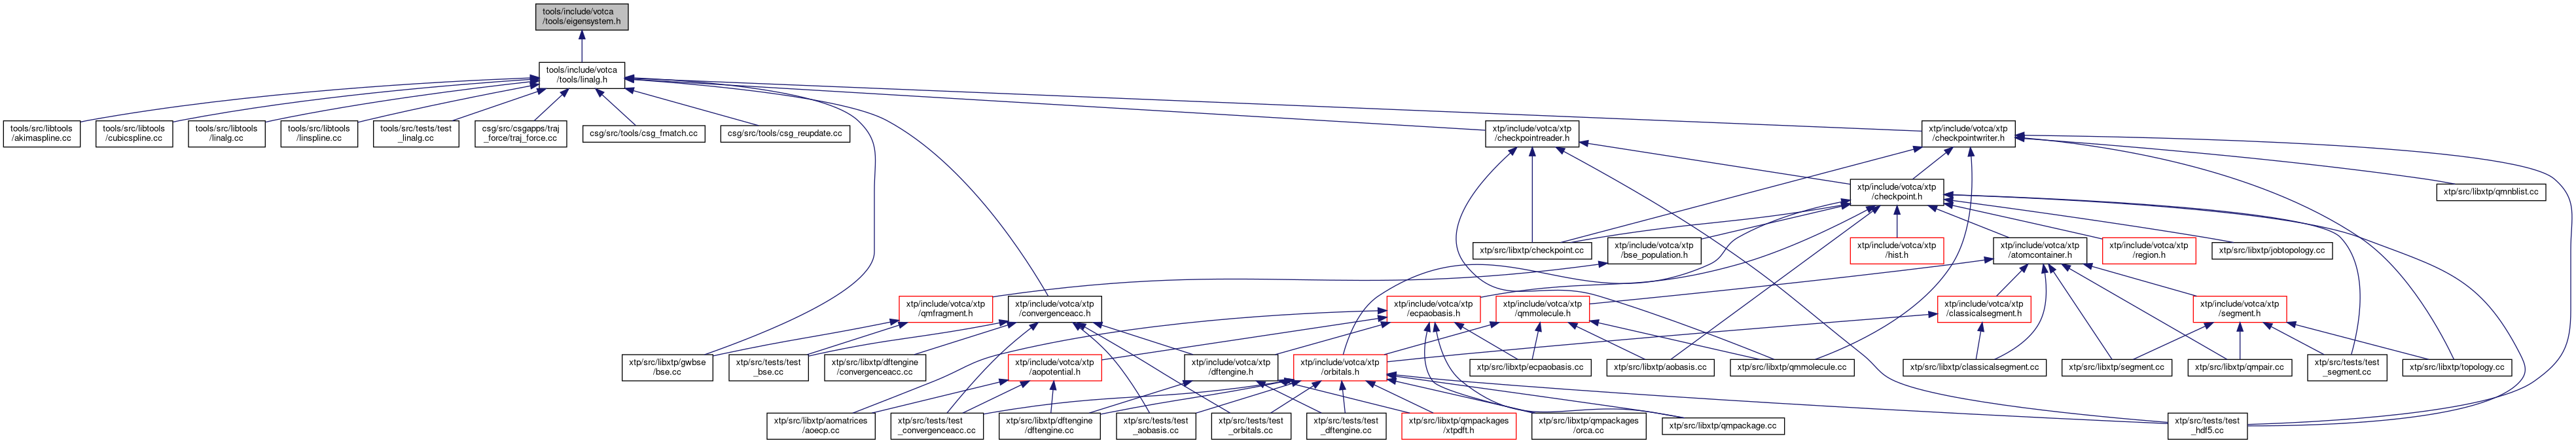 tools/include/votca
/tools/eigensystem.h
tools/include/votca
/tools/linalg.h
tools/src/libtools
/akimaspline.cc
tools/src/libtools
/cubicspline.cc
tools/src/libtools
/linalg.cc
tools/src/libtools
/linspline.cc
tools/src/tests/test
_linalg.cc
csg/src/csgapps/traj
_force/traj_force.cc
csg/src/tools/csg_fmatch.cc
csg/src/tools/csg_reupdate.cc
xtp/include/votca/xtp
/checkpointreader.h
xtp/include/votca/xtp
/checkpointwriter.h
xtp/include/votca/xtp
/checkpoint.h
xtp/src/libxtp/qmnblist.cc
xtp/src/libxtp/checkpoint.cc
xtp/include/votca/xtp
/bse_population.h
xtp/include/votca/xtp
/hist.h
xtp/include/votca/xtp
/atomcontainer.h
xtp/include/votca/xtp
/region.h
xtp/src/libxtp/jobtopology.cc
xtp/include/votca/xtp
/qmfragment.h
xtp/include/votca/xtp
/convergenceacc.h
xtp/include/votca/xtp
/ecpaobasis.h
xtp/include/votca/xtp
/qmmolecule.h
xtp/include/votca/xtp
/classicalsegment.h
xtp/include/votca/xtp
/segment.h
xtp/src/libxtp/gwbse
/bse.cc
xtp/src/tests/test
_bse.cc
xtp/src/libxtp/dftengine
/convergenceacc.cc
xtp/include/votca/xtp
/aopotential.h
xtp/include/votca/xtp
/dftengine.h
xtp/include/votca/xtp
/orbitals.h
xtp/src/libxtp/ecpaobasis.cc
xtp/src/libxtp/aobasis.cc
xtp/src/libxtp/qmmolecule.cc
xtp/src/libxtp/classicalsegment.cc
xtp/src/libxtp/segment.cc
xtp/src/libxtp/qmpair.cc
xtp/src/tests/test
_segment.cc
xtp/src/libxtp/topology.cc
xtp/src/libxtp/aomatrices
/aoecp.cc
xtp/src/tests/test
_convergenceacc.cc
xtp/src/libxtp/dftengine
/dftengine.cc
xtp/src/tests/test
_aobasis.cc
xtp/src/tests/test
_orbitals.cc
xtp/src/tests/test
_dftengine.cc
xtp/src/libxtp/qmpackages
/xtpdft.h
xtp/src/libxtp/qmpackages
/orca.cc
xtp/src/libxtp/qmpackage.cc
xtp/src/tests/test
_hdf5.cc